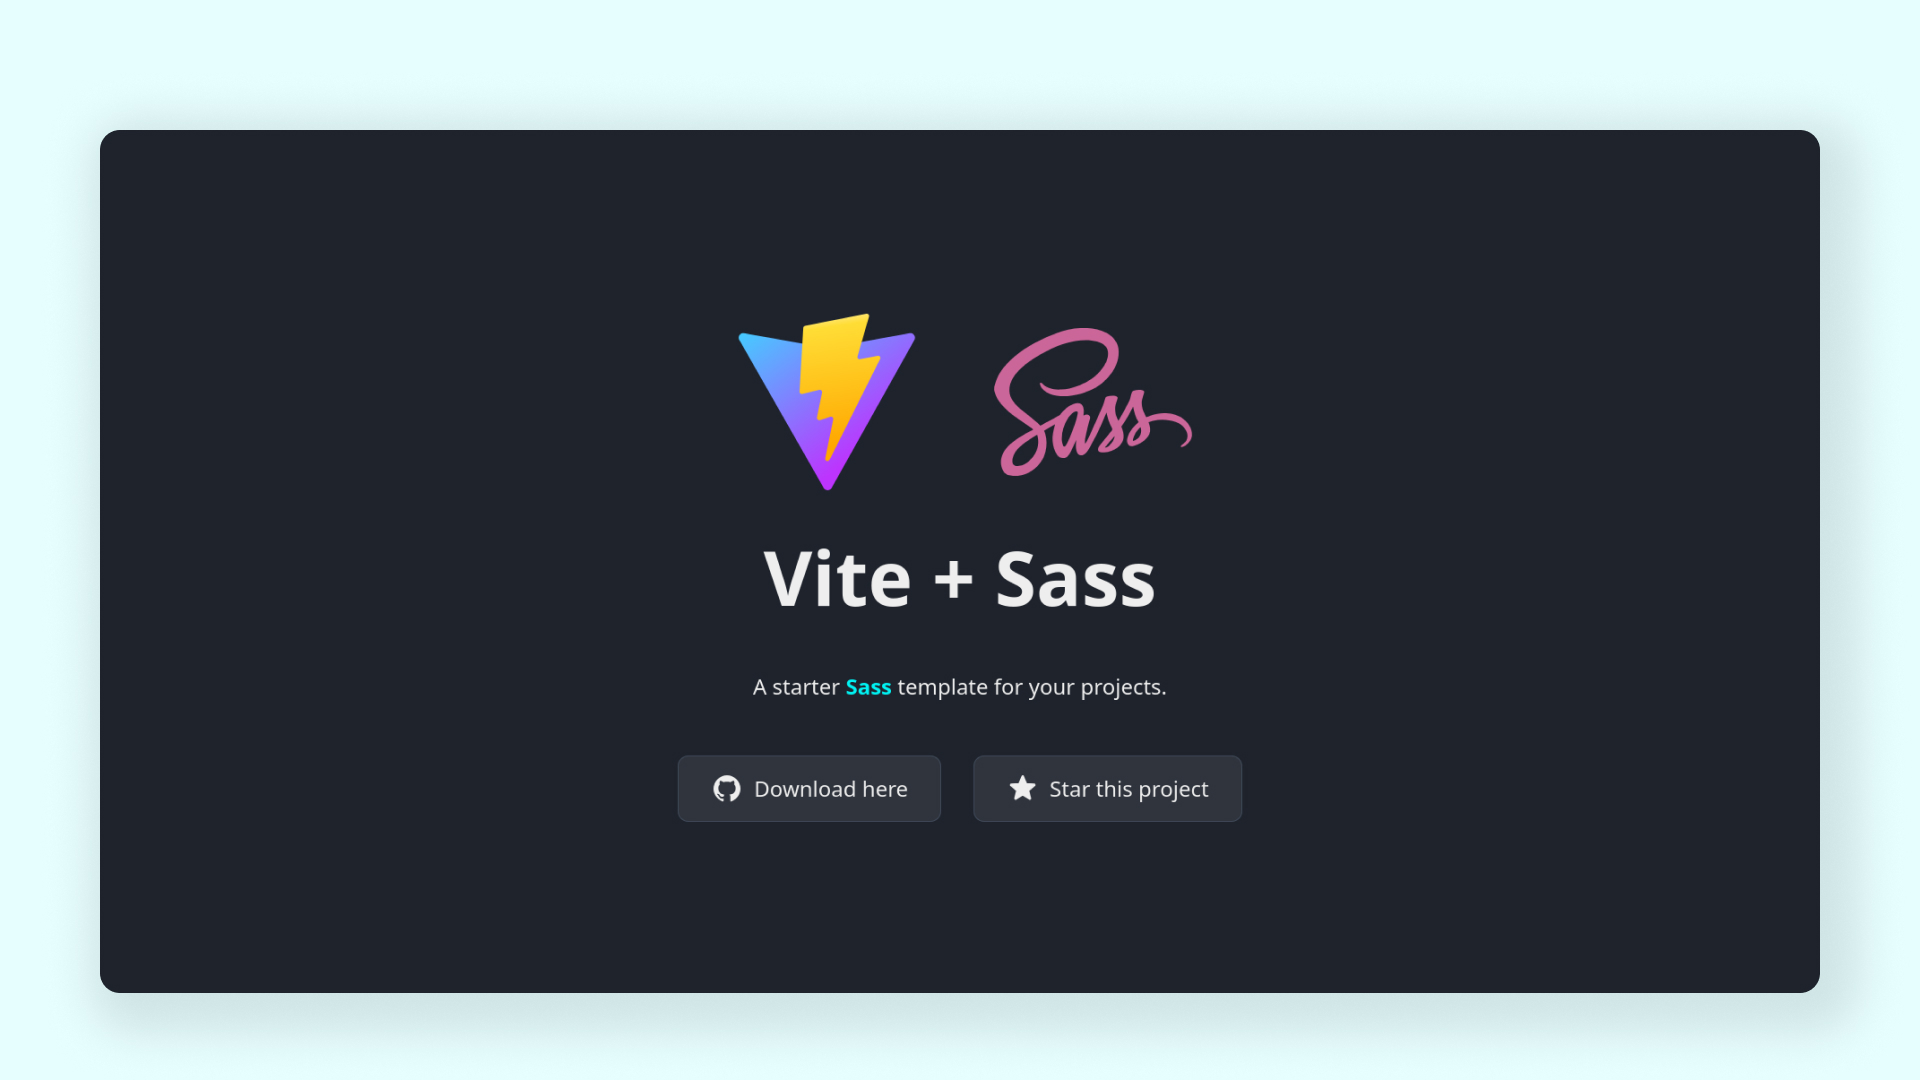 Sass
Vite + Sass
A starter Sass template for your projects.
Download here
Star this project